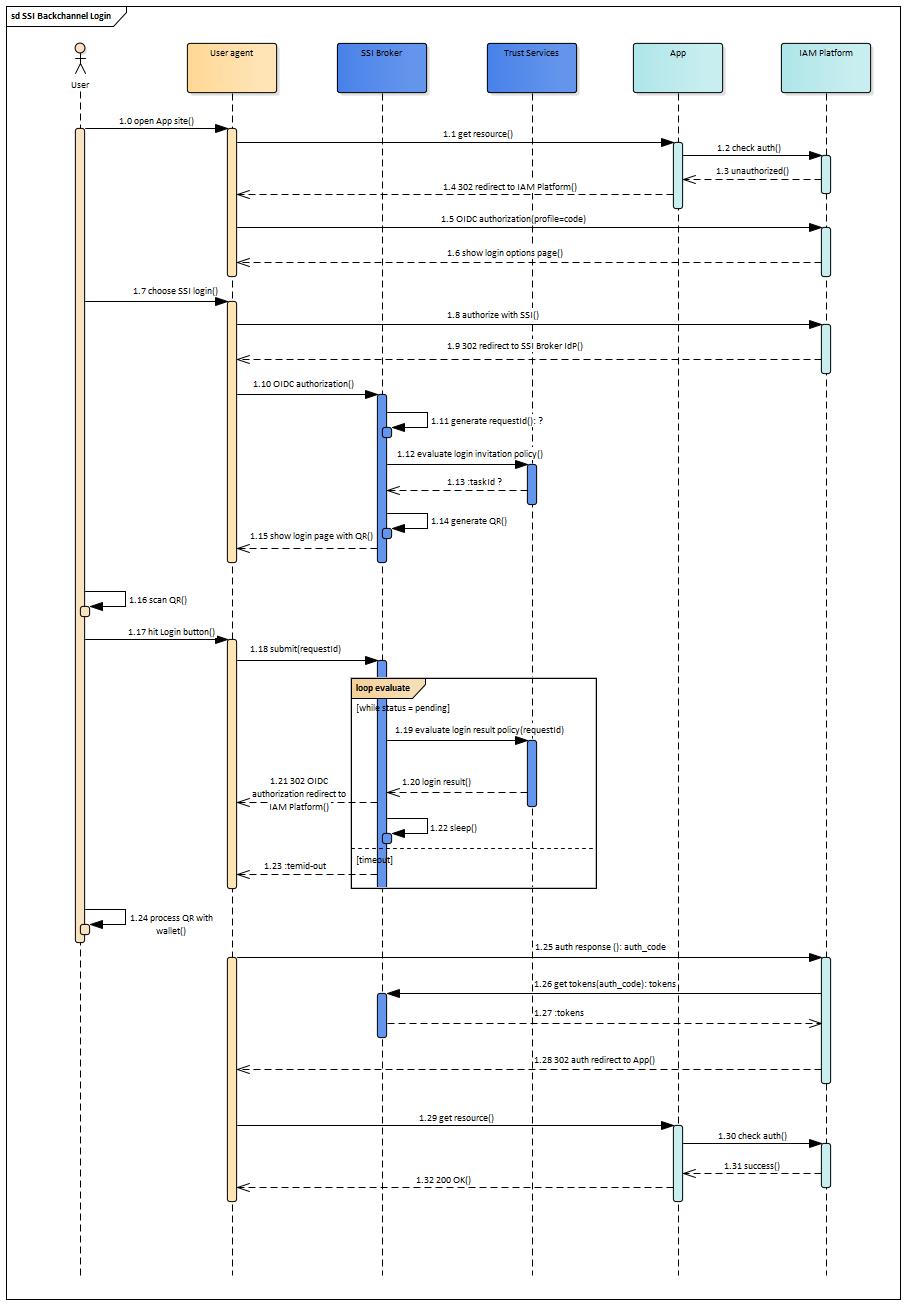 sd SSI Backchannel Login
User
User agent
SSI Broker
Trust Services
App
IAM Platform
1.0 open App site()
1.1 get resource()
1.2 check auth()
1.3 unauthorized()
1.4 302 redirect to IAM Platform()
1.5 OIDC authorization(profile=code)
1.6 show login options page()
1.7 choose SSI login()
1.8 authorize with SSI()
1.9 302 redirect to SSI Broker IdP()
1.10 OIDC authorization()
1.11 generate requestId(): ?
1.12 evaluate login invitation policy()
1.13 :taskId ?
1.14 generate QR()
1.15 show login page with QR()
1.16 scan QR()
1.17 hit Login button()
1.18 submit(requestId)
loop evaluate
[while status = pending]
1.19 evaluate login result policy(requestId)
1.20 login result()
1.21 302 OIDC
authorization redirect to
IAM Platform()
1.22 sleep()
[timeout]
1.23 :temid-out
1.24 process QR with
wallet()
1.25 auth response (): auth_code
1.26 get tokens(auth_code): tokens
1.27 :tokens
1.28 302 auth redirect to App()
1.29 get resource()
1.30 check auth()
1.31 success()
1.32 200 OK()